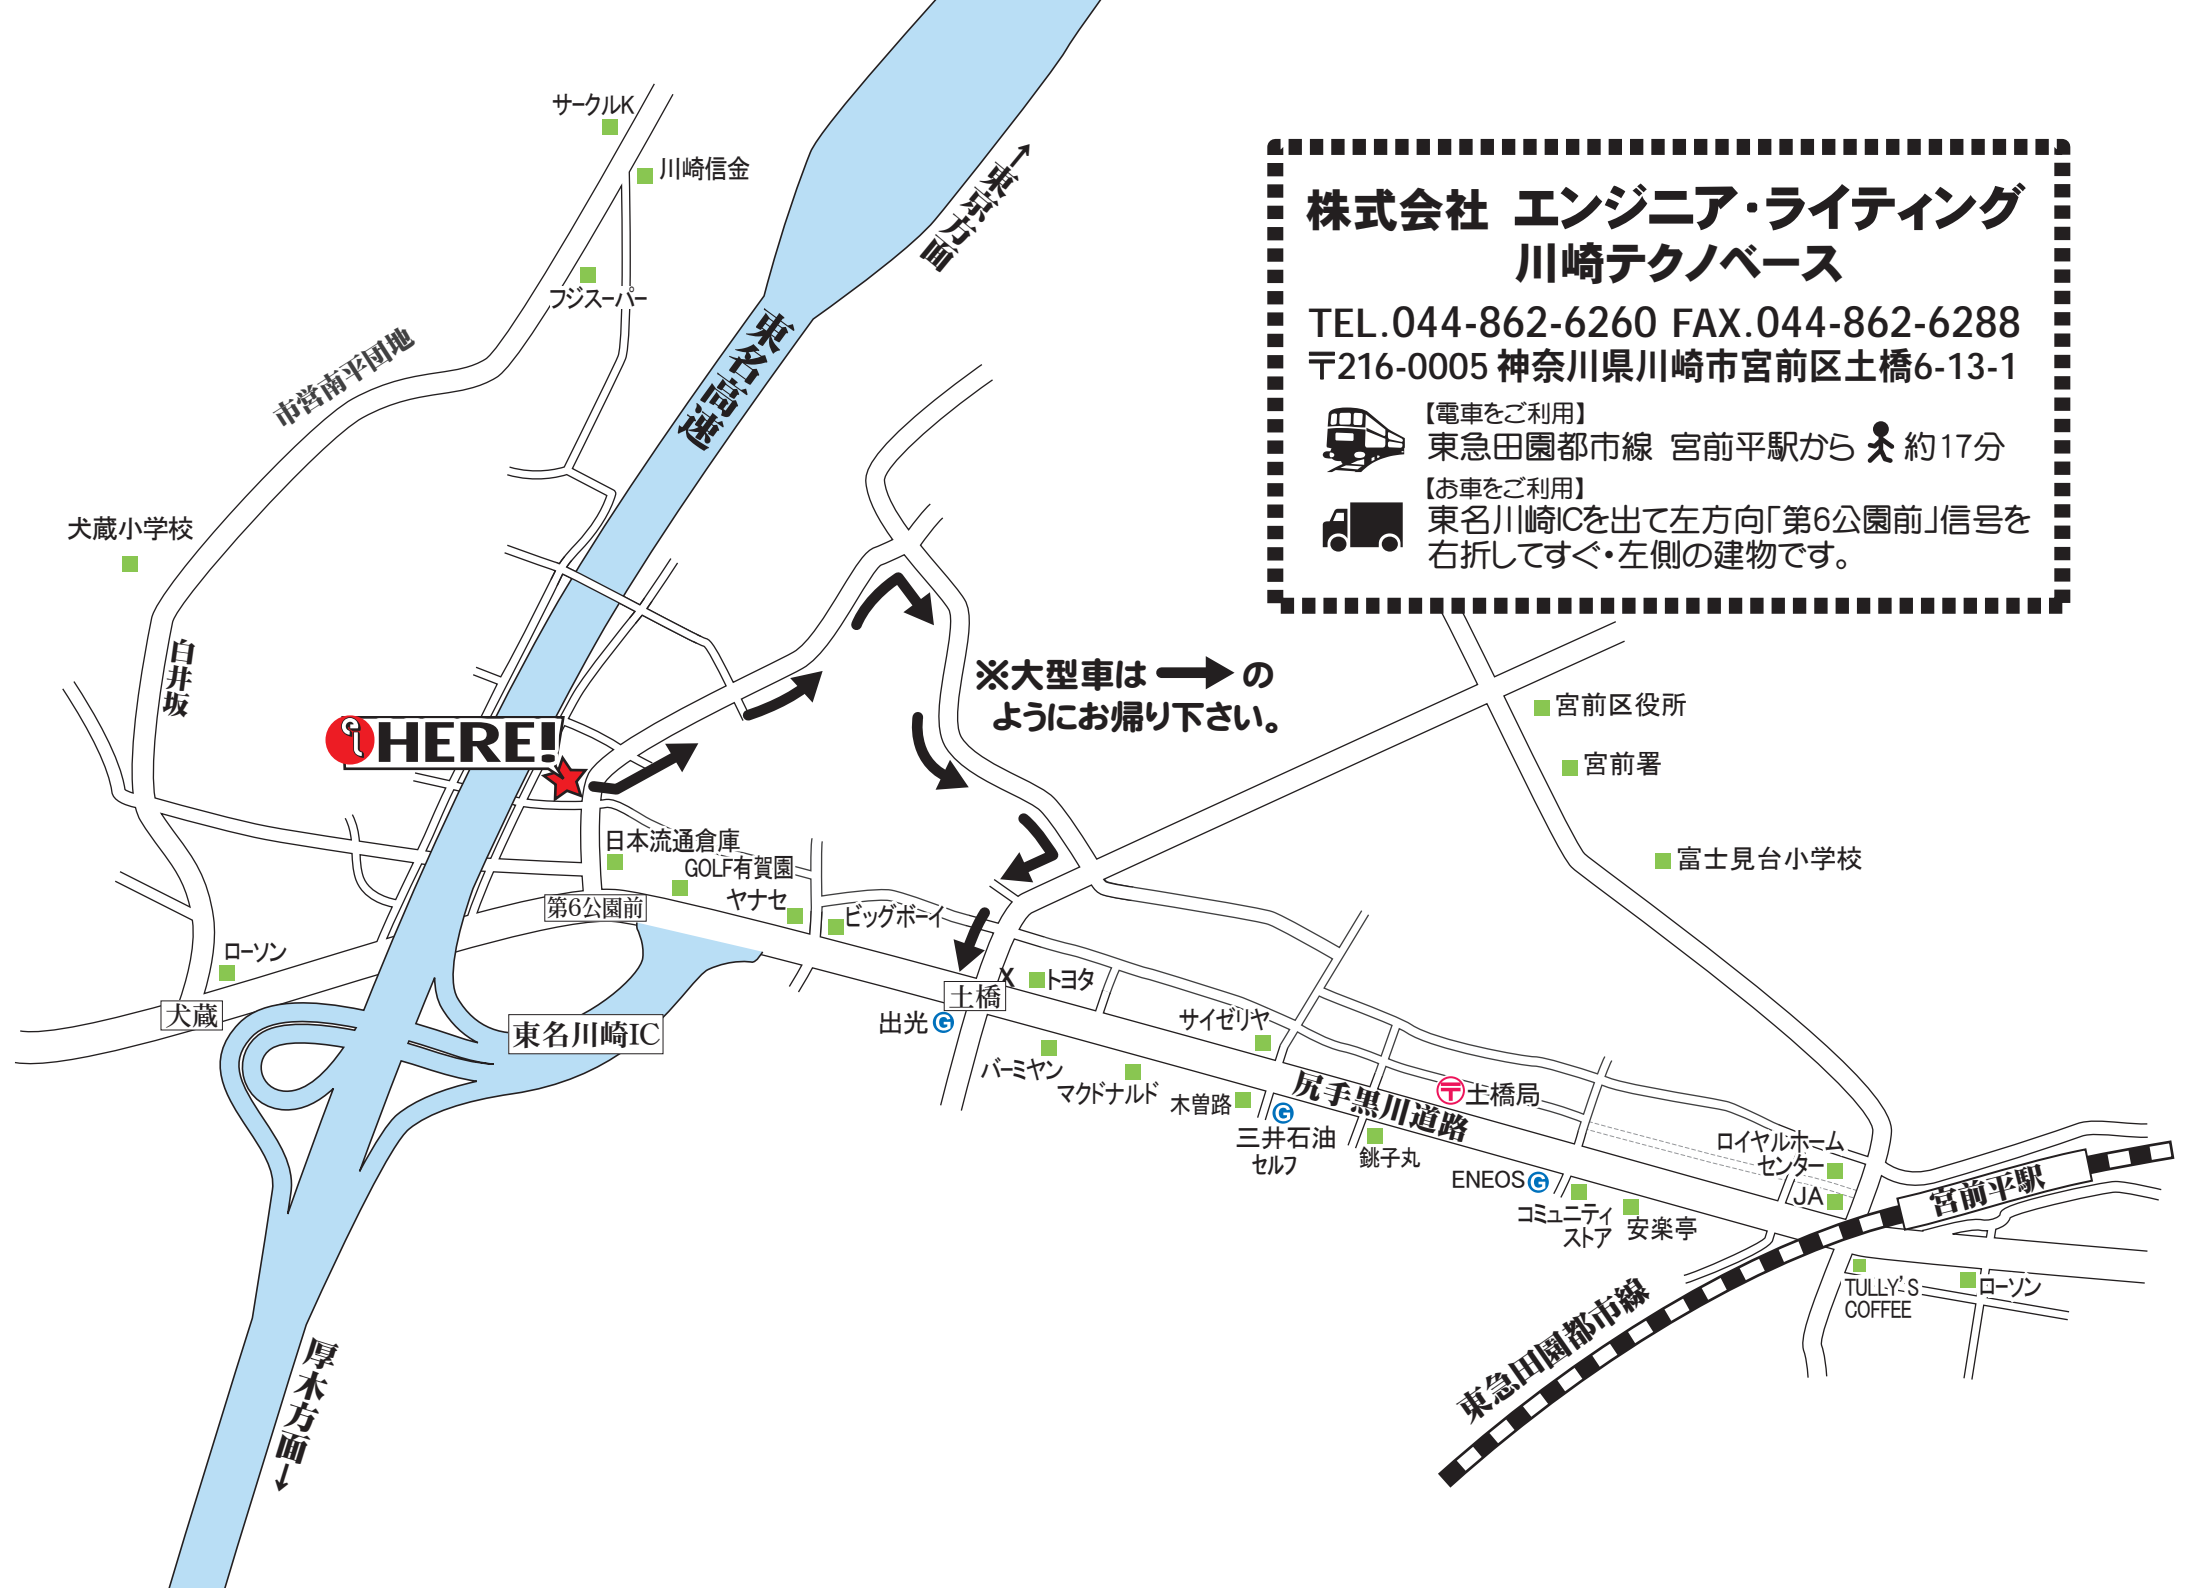 サークルK
川崎信金
フジスーパー
市営南平団地
↑東京方面
東名高速
株式会社 エンジニア・ライティング
川崎テクノベース
TEL.044-862-6260 FAX.044-862-6288
〒216-0005 神奈川県川崎市宮前区土橋6-13-1
【電車をご利用】
東急田園都市線 宮前平駅から 約17分
【お車をご利用】
東名川崎ICを出て左方向「第6公園前」信号を
右折してすぐ・左側の建物です。
犬蔵小学校
白井坂
HERE!
※大型車は → の
ようにお帰り下さい。
宮前区役所
宮前署
富士見台小学校
日本流通倉庫
GOLF有賀園
ヤナセ
第6公園前
ビッグボーイ
ローソン
犬蔵
東名川崎IC
X
トヨタ
土橋
出光 G
バーミヤン
マクドナルド
サイゼリヤ
木曽路
G
三井石油
セルフ
尻手黒川道路
〒土橋局
銚子丸
ENEOS G
コミュニティ
ストア
安楽亭
ロイヤルホーム
センター
JA
宮前平駅
TULLY'S
COFFEE
ローソン
東急田園都市線
厚木方面↓